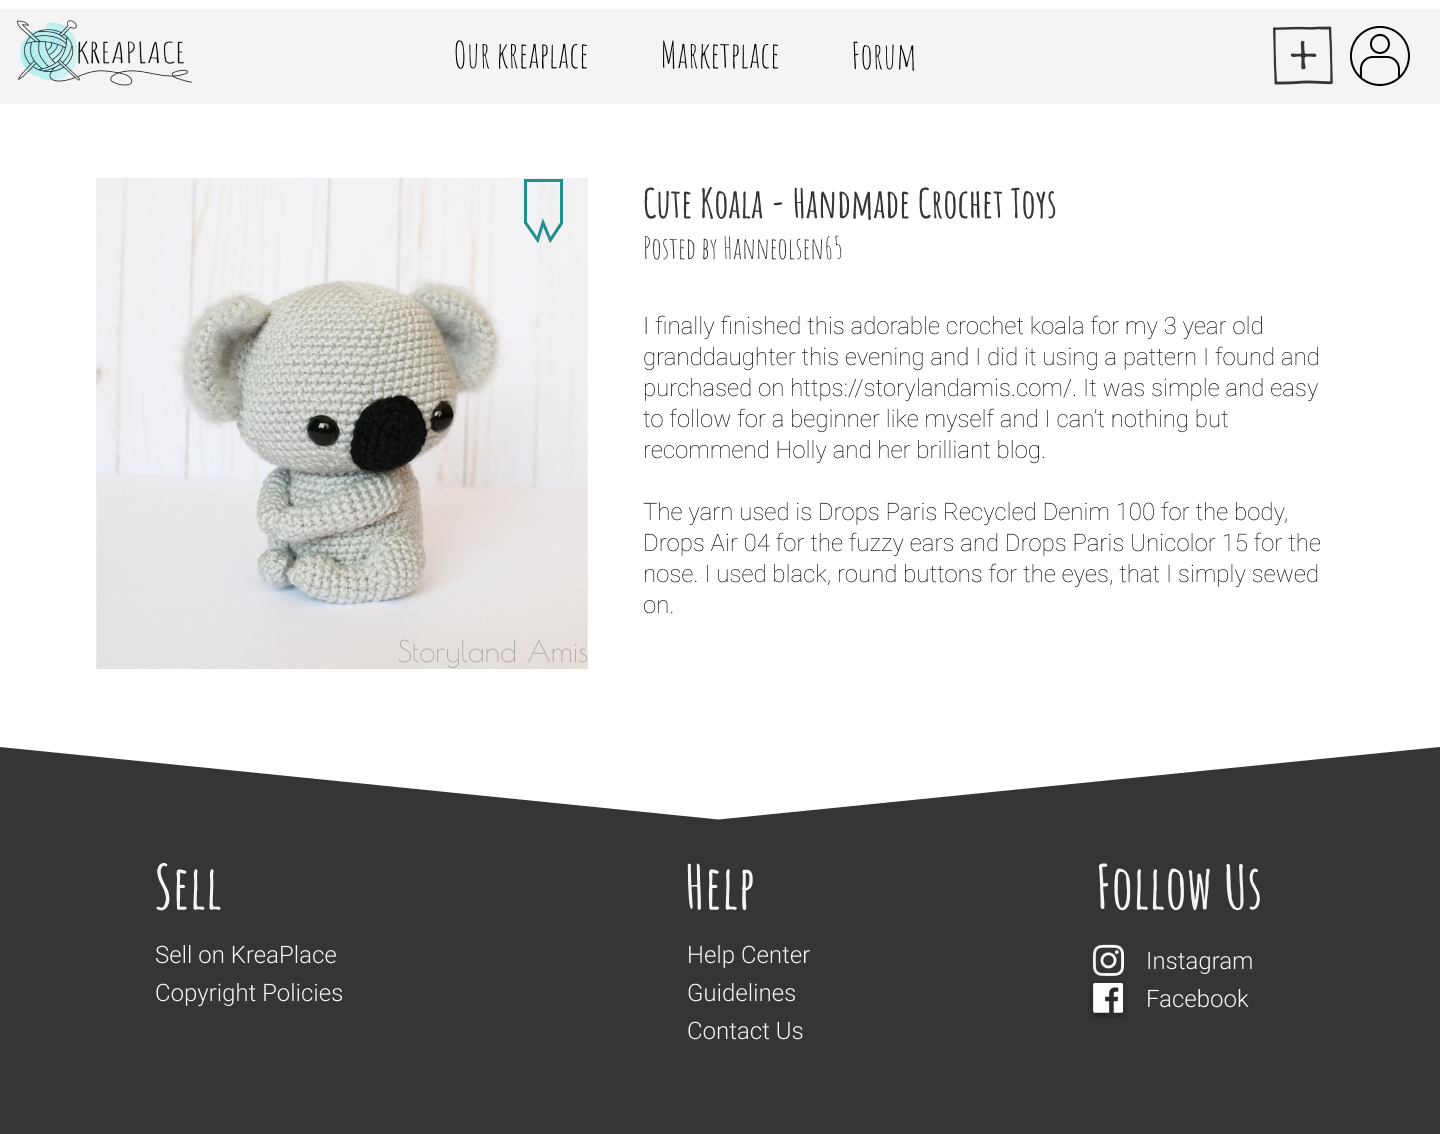 KREAPLACE
Our kreaplace
Marketplace
Forum
Cute Koala - Handmade Crochet Toys
Posted by Hanneolsen65
I finally finished this adorable crochet koala for my 3 year old
granddaughter this evening and I did it using a pattern I found and
purchased on https://storylandamis.com/. It was simple and easy
to follow for a beginner like myself and I can't nothing but
recommend Holly and her brilliant blog.
The yarn used is Drops Paris Recycled Denim 100 for the body,
Drops Air 04 for the fuzzy ears and Drops Paris Unicolor 15 for the
nose. I used black, round buttons for the eyes, that I simply sewed
on.
Storyland Amis
Sell
Sell on KreaPlace
Copyright Policies
Help
Help Center
Guidelines
Contact Us
Follow Us
Instagram
Facebook